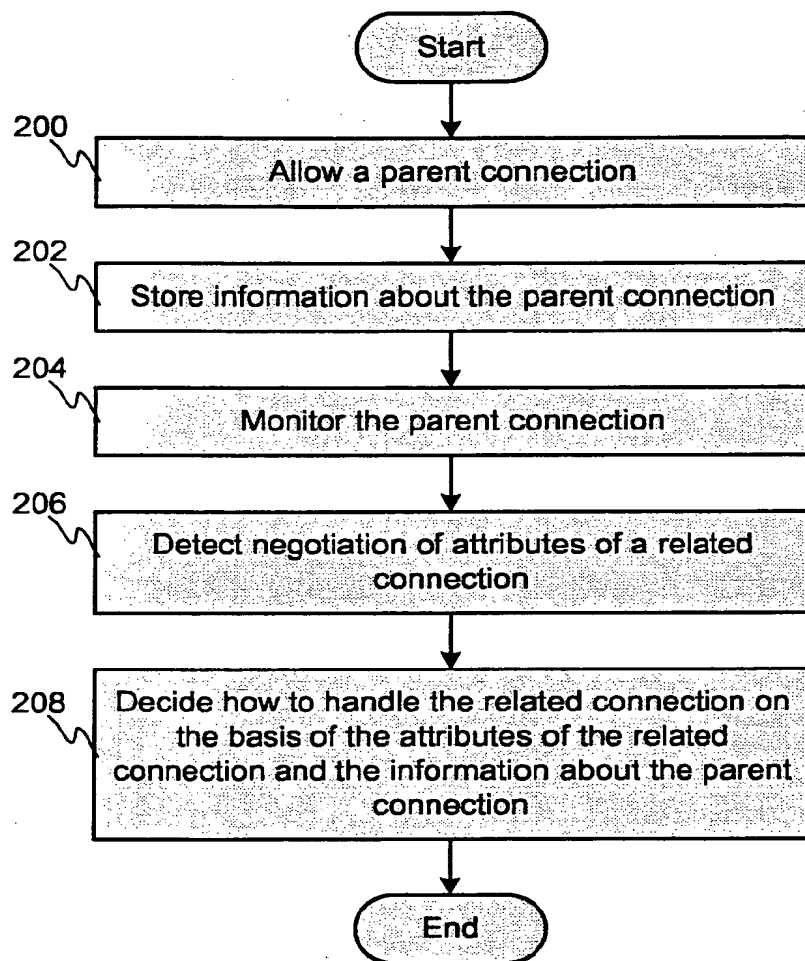 Start
200
Allow a parent connection
202
Store information about the parent connection
204
Monitor the parent connection
206
Detect negotiation of attributes of a related
connection
208
Decide how to handle the related connection on
the basis of the attributes of the related
connection and the information about the parent
connection
End